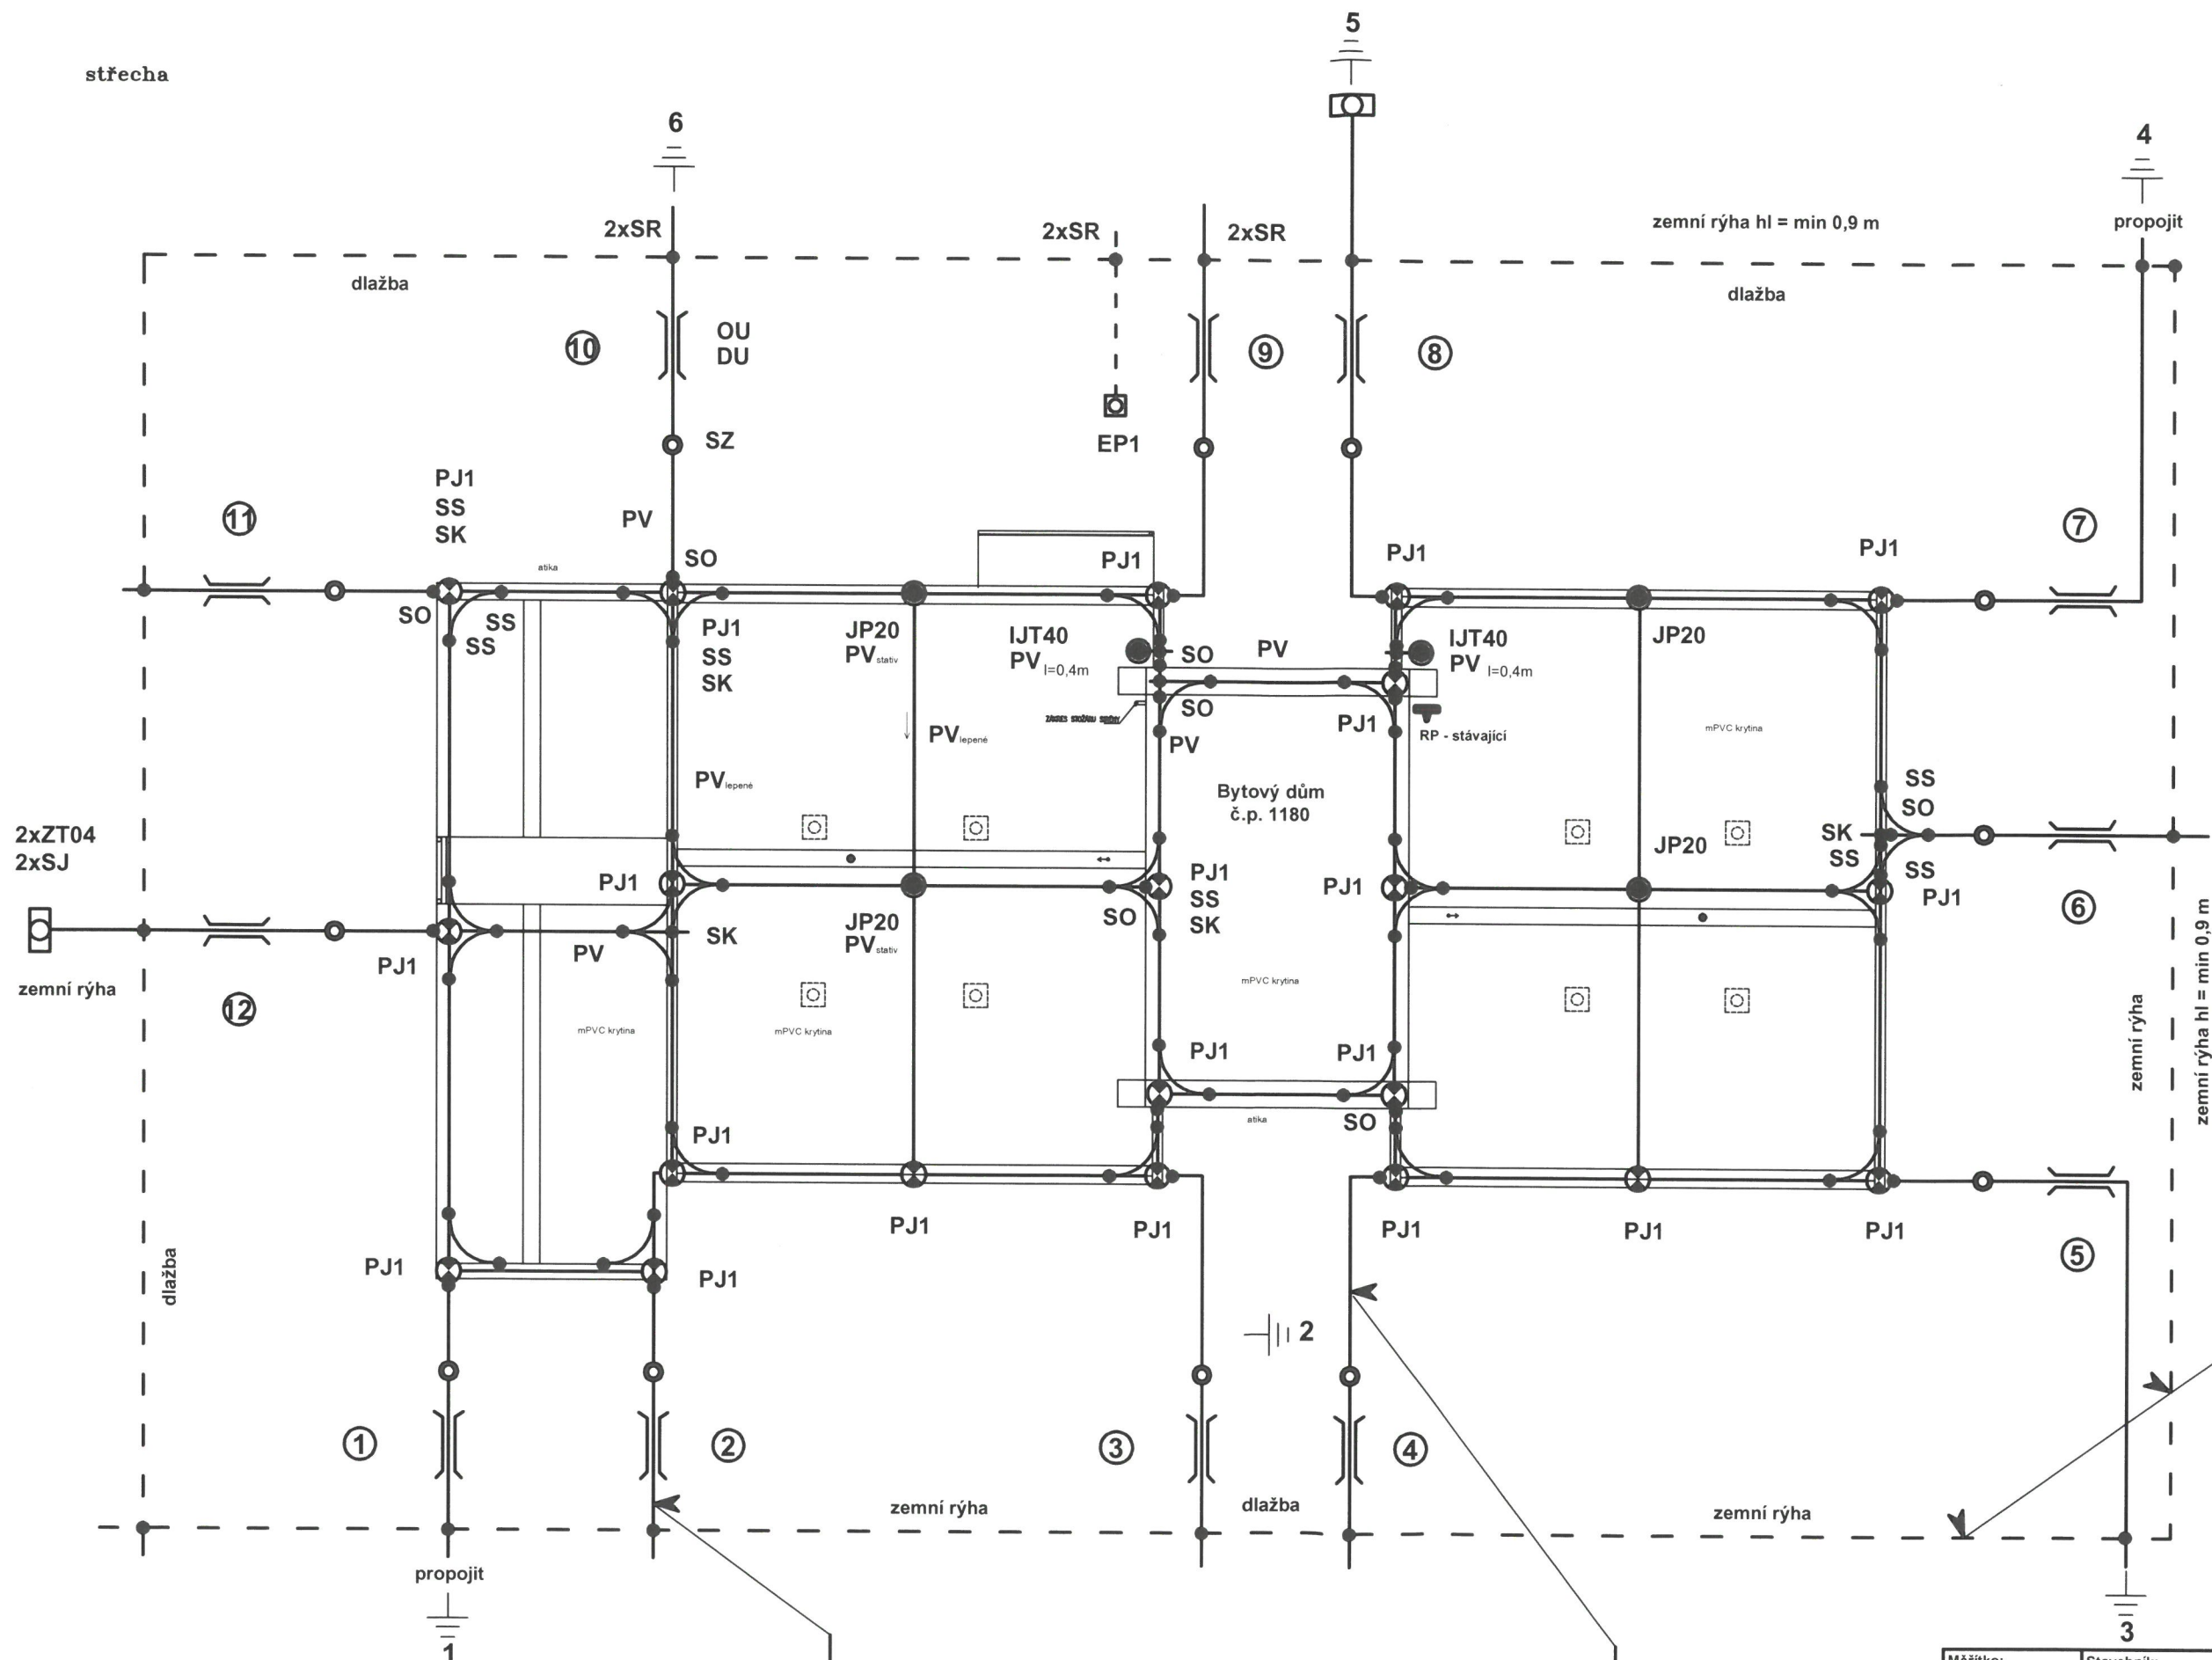 střecha
5
6
4
2xSR
2xSR
2xSR
zemní rýha hl = min 0,9 m
propojit
dlažba
dlažba
10
OU
DU
9
8
SZ
EP1
PJ1
SS
SK
11
PV
7
SO
PJ1
PJ1
PJ1
atika
SO
SS
SS
PJ1
SS
SK
JP20
PV stativ
IJT40
PV l=0,4m
SO
PV
IJT40
PV l=0,4m
JP20
SO
PJ1
RP - stávající
mPVC krytina
PV lepené
PV
PV lepené
Bytový dům
č.p. 1180
SS
SO
SK
SS
JP20
SS
PJ1
2xZT04
2xSJ
PJ1
PJ1
SS
SK
PJ1
SO
JP20
PV stativ
SK
PV
PJ1
6
zemní rýha
12
mPVC krytina
mPVC krytina
mPVC krytina
zemní rýha
zemní rýha hl = min 0,9 m
PJ1
PJ1
PJ1
atika
SO
PJ1
PJ1
PJ1
PJ1
PJ1
PJ1
PJ1
5
dlažba
2
1
2
3
4
zemní rýha
dlažba
zemní rýha
propojit
1
3
Měřítko: